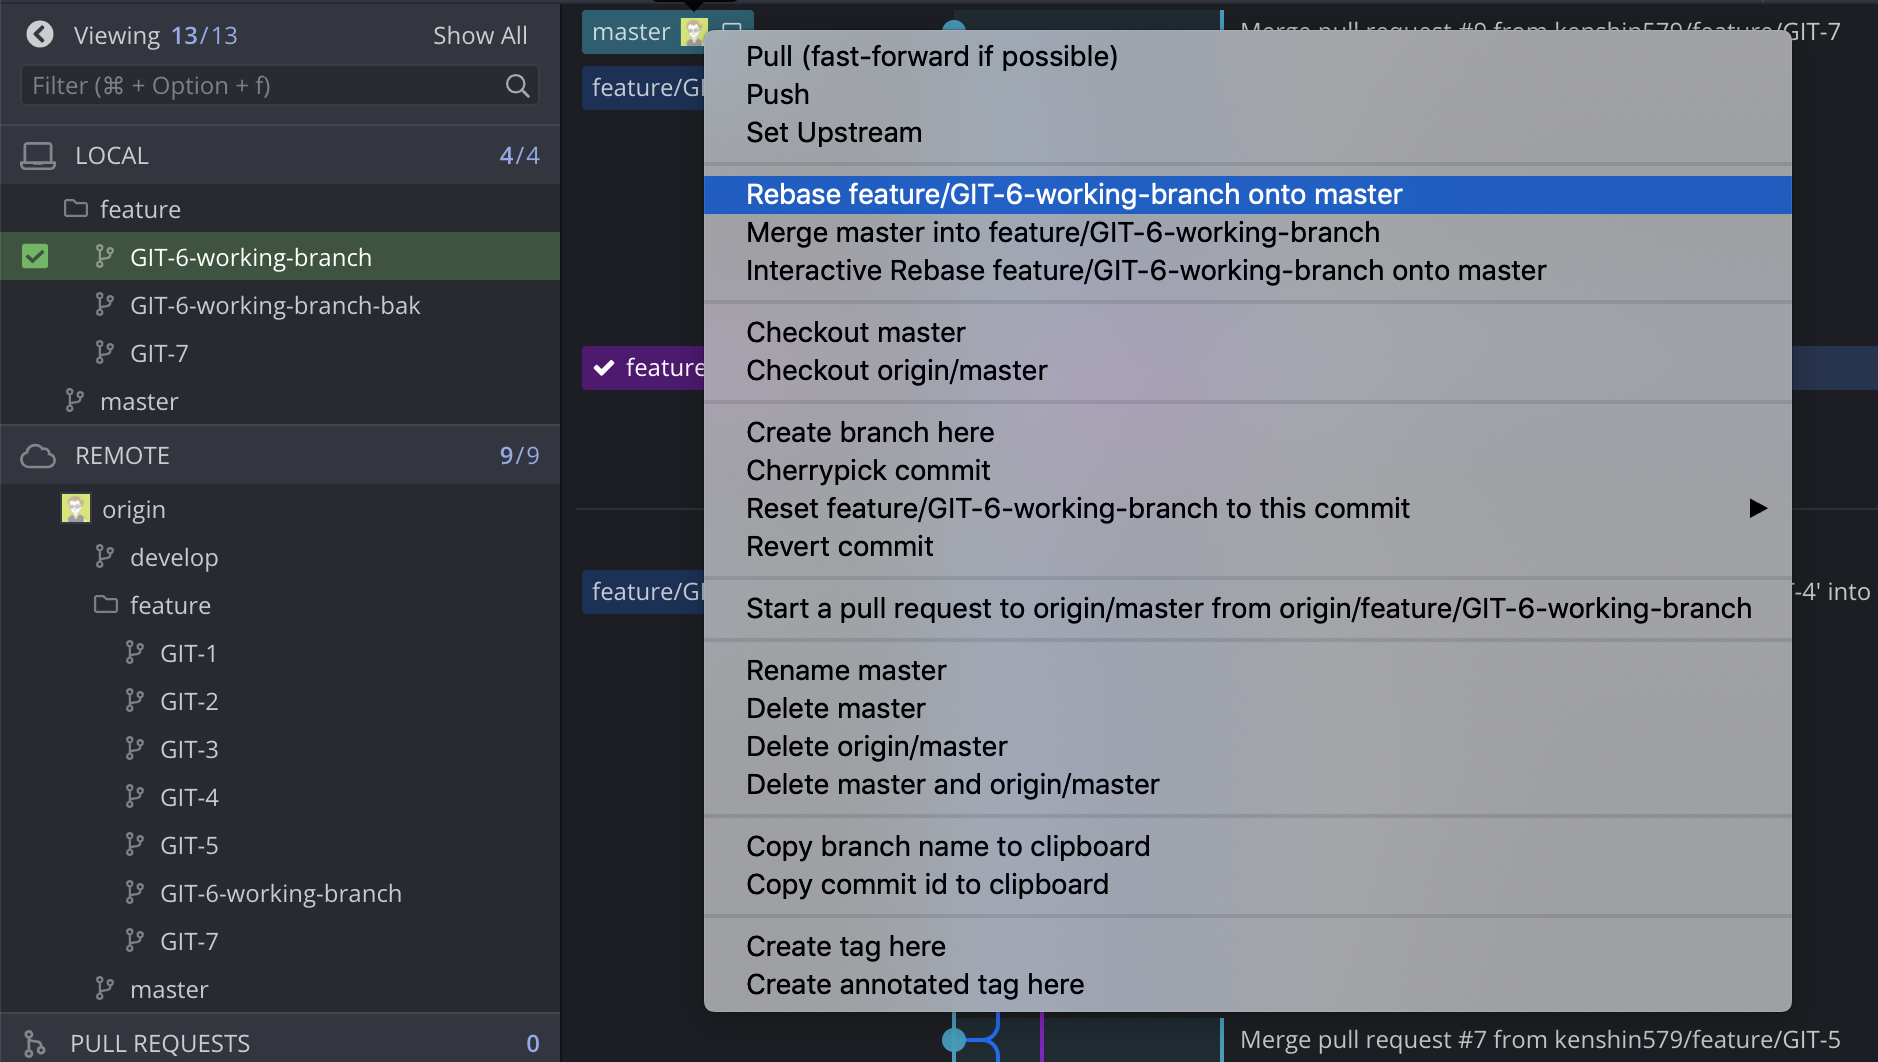 Viewing 13/13 Show All
Filter (⌘ + Option + f)
LOCAL 4/4
feature
GIT-6-working-branch
GIT-6-working-branch-bak
GIT-7
master
REMOTE 9/9
origin
develop
feature
GIT-1
GIT-2
GIT-3
GIT-4
GIT-5
GIT-6-working-branch
GIT-7
master
PULL REQUESTS 0
master
Merge pull request #9 from kenshin579/feature/GIT-7
feature/GI
feature
feature/GI
-4' into
Merge pull request #7 from kenshin579/feature/GIT-5
Pull (fast-forward if possible)
Push
Set Upstream
Rebase feature/GIT-6-working-branch onto master
Merge master into feature/GIT-6-working-branch
Interactive Rebase feature/GIT-6-working-branch onto master
Checkout master
Checkout origin/master
Create branch here
Cherrypick commit
Reset feature/GIT-6-working-branch to this commit
Revert commit
Start a pull request to origin/master from origin/feature/GIT-6-working-branch
Rename master
Delete master
Delete origin/master
Delete master and origin/master
Copy branch name to clipboard
Copy commit id to clipboard
Create tag here
Create annotated tag here